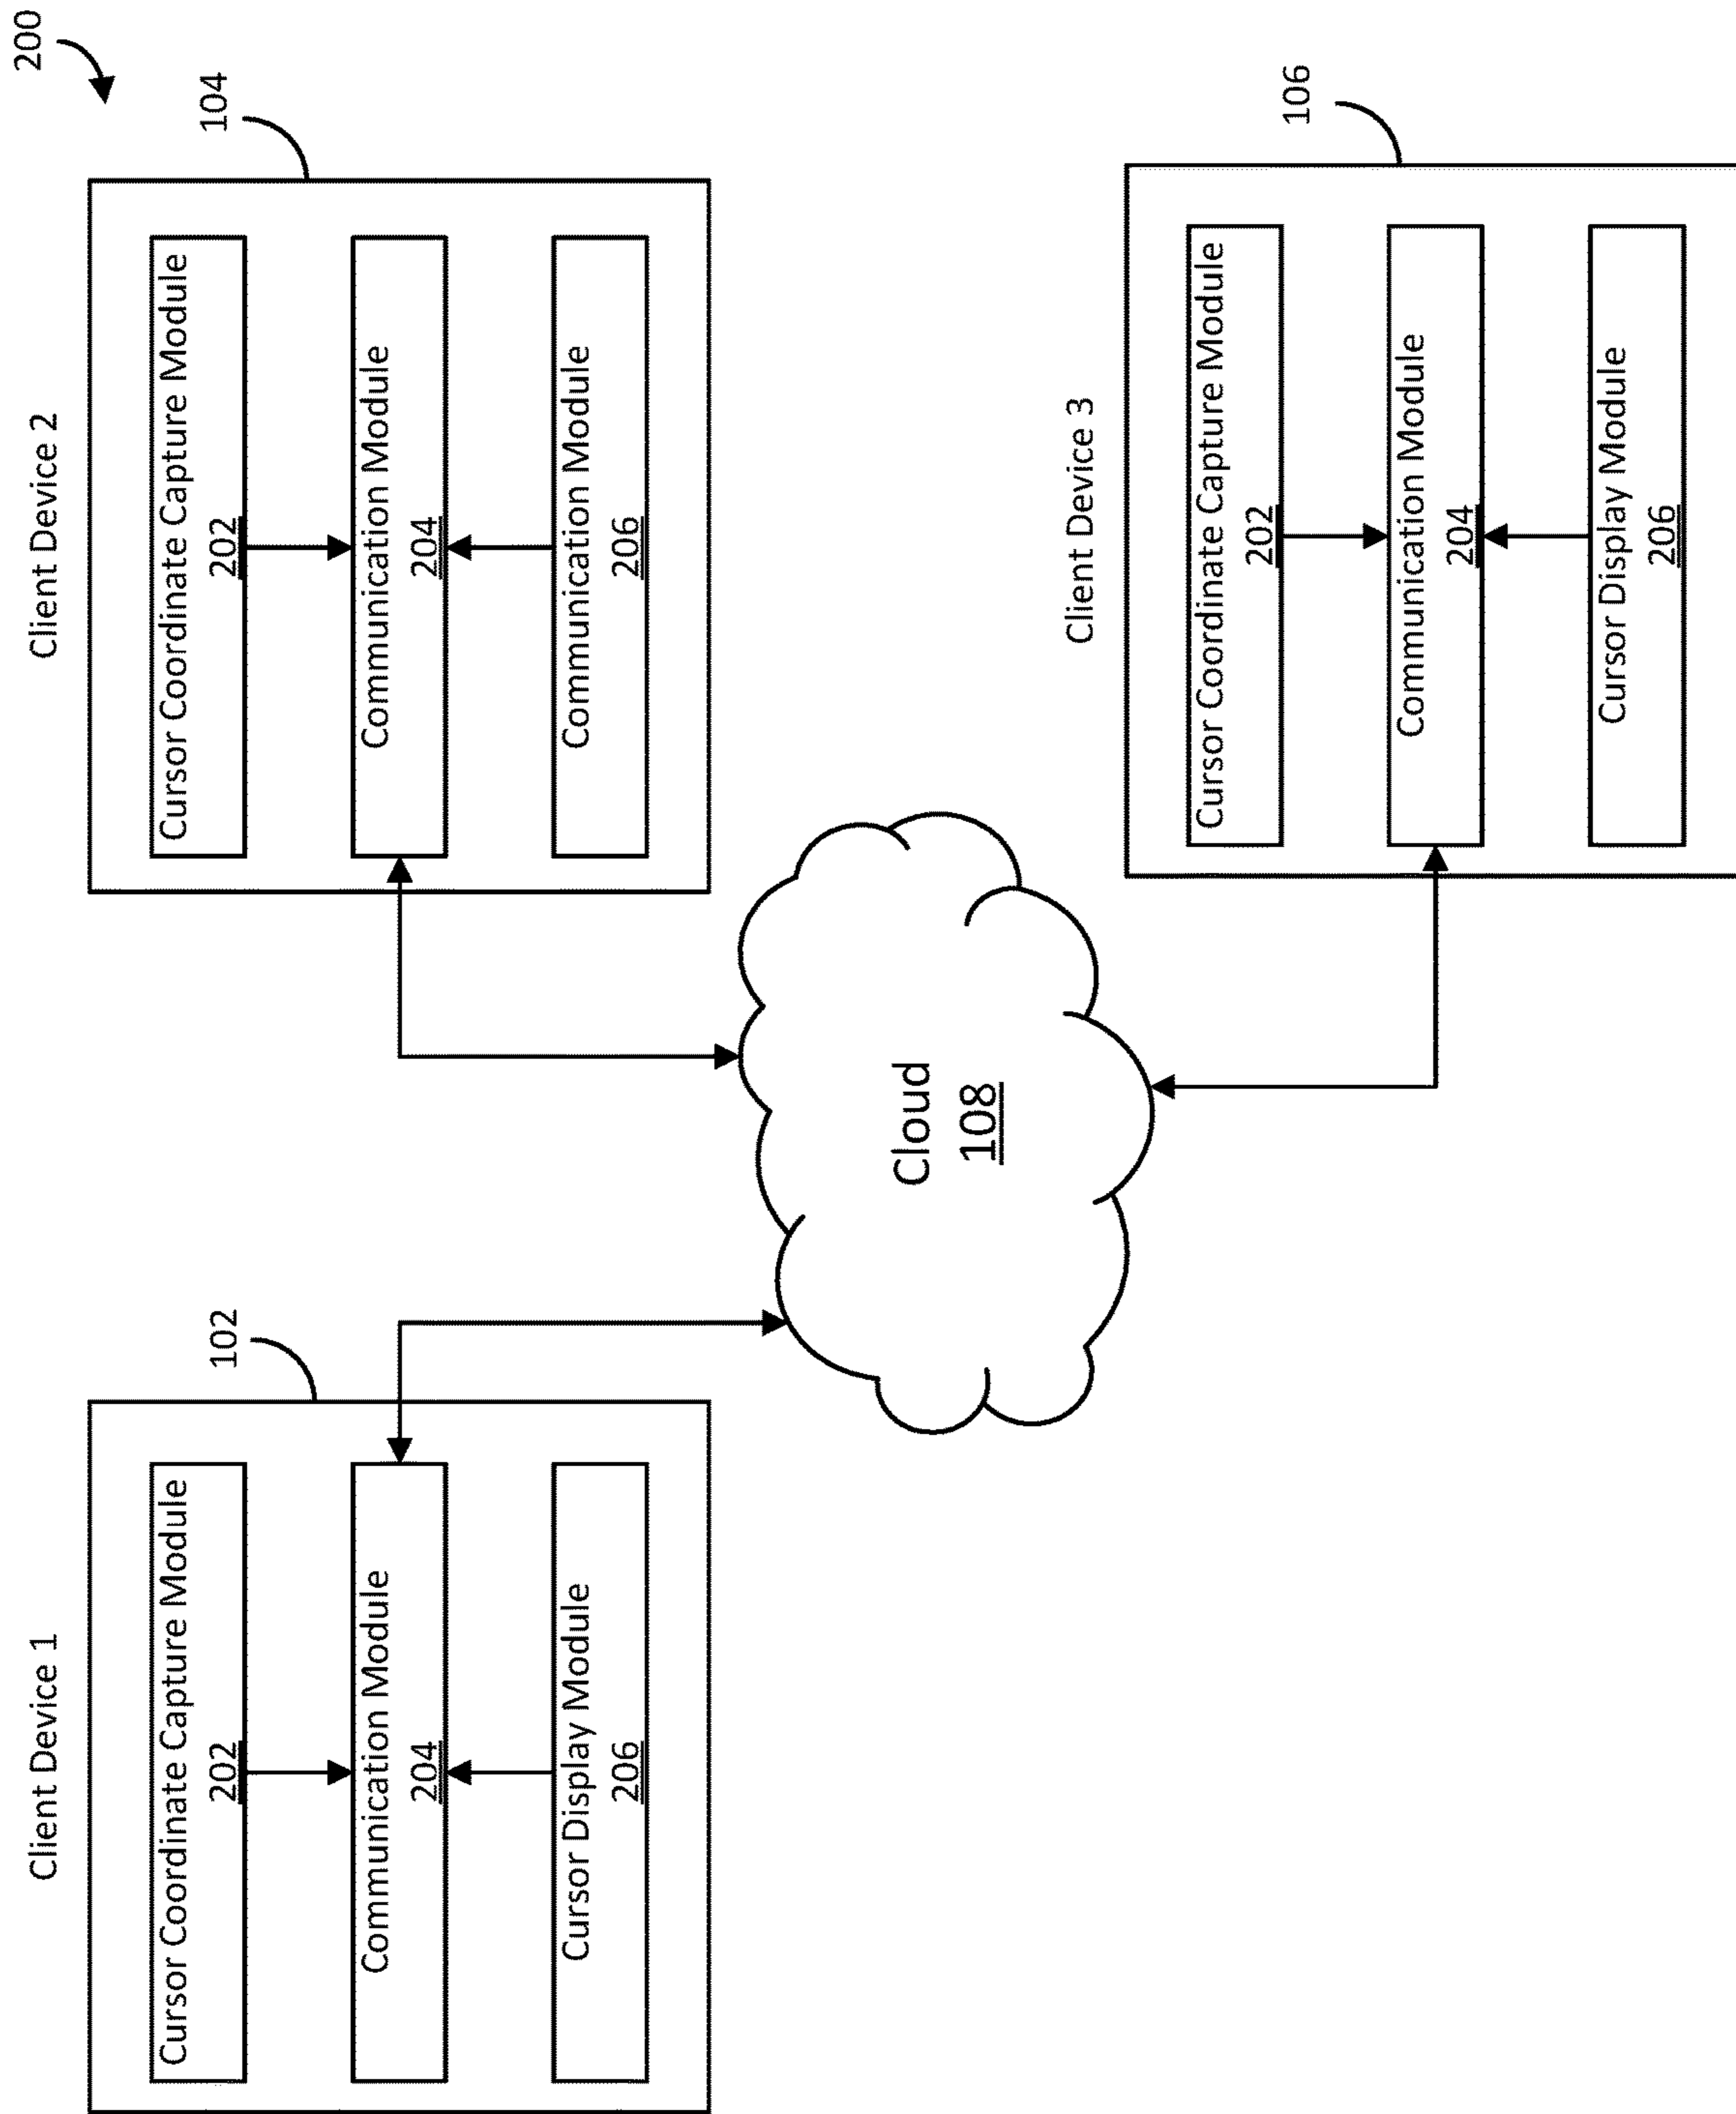 200
Client Device 1
102
Cursor Coordinate Capture Module
202
Communication Module
204
Cursor Display Module
206
Client Device 2
104
Cursor Coordinate Capture Module
202
Communication Module
204
Communication Module
206
Cloud
108
Client Device 3
106
Cursor Coordinate Capture Module
202
Communication Module
204
Cursor Display Module
206